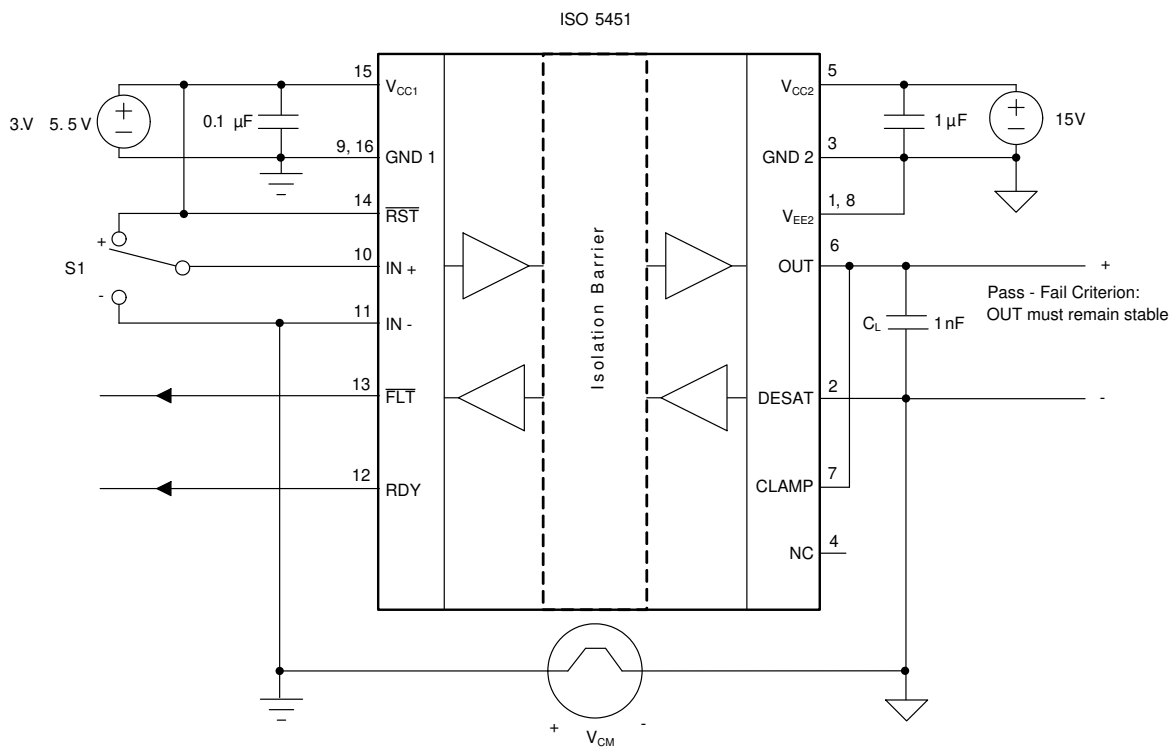 ISO 5451
15
VCC1
5
VCC2
3.V 5.5V
+
−
0.1 µF
1 µF
+
−
15V
9, 16
GND 1
3
GND 2
14
RST
1, 8
VEE2
+
S1
-
10
IN +
6
OUT
+
Pass - Fail Criterion:
OUT must remain stable
11
IN -
CL
1 nF
13
FLT
2
DESAT
-
12
RDY
7
CLAMP
4
NC
Isolation Barrier
+
-
VCM